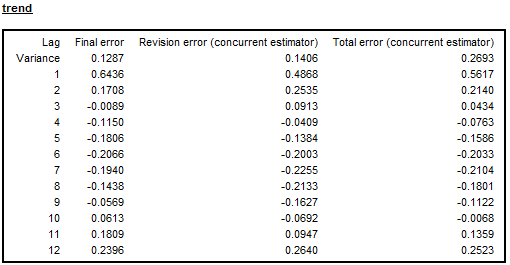 trend
Lag Final error Revision error (concurrent estimator) Total error (concurrent estimator)
Variance 0.1287 0.1406 0.2693
1 0.6436 0.4868 0.5617
2 0.1708 0.2535 0.2140
3 -0.0089 0.0913 0.0434
4 -0.1150 -0.0409 -0.0763
5 -0.1806 -0.1384 -0.1586
6 -0.2066 -0.2003 -0.2033
7 -0.1940 -0.2255 -0.2104
8 -0.1438 -0.2133 -0.1801
9 -0.0569 -0.1627 -0.1122
10 0.0613 -0.0692 -0.0068
11 0.1809 0.0947 0.1359
12 0.2396 0.2640 0.2523